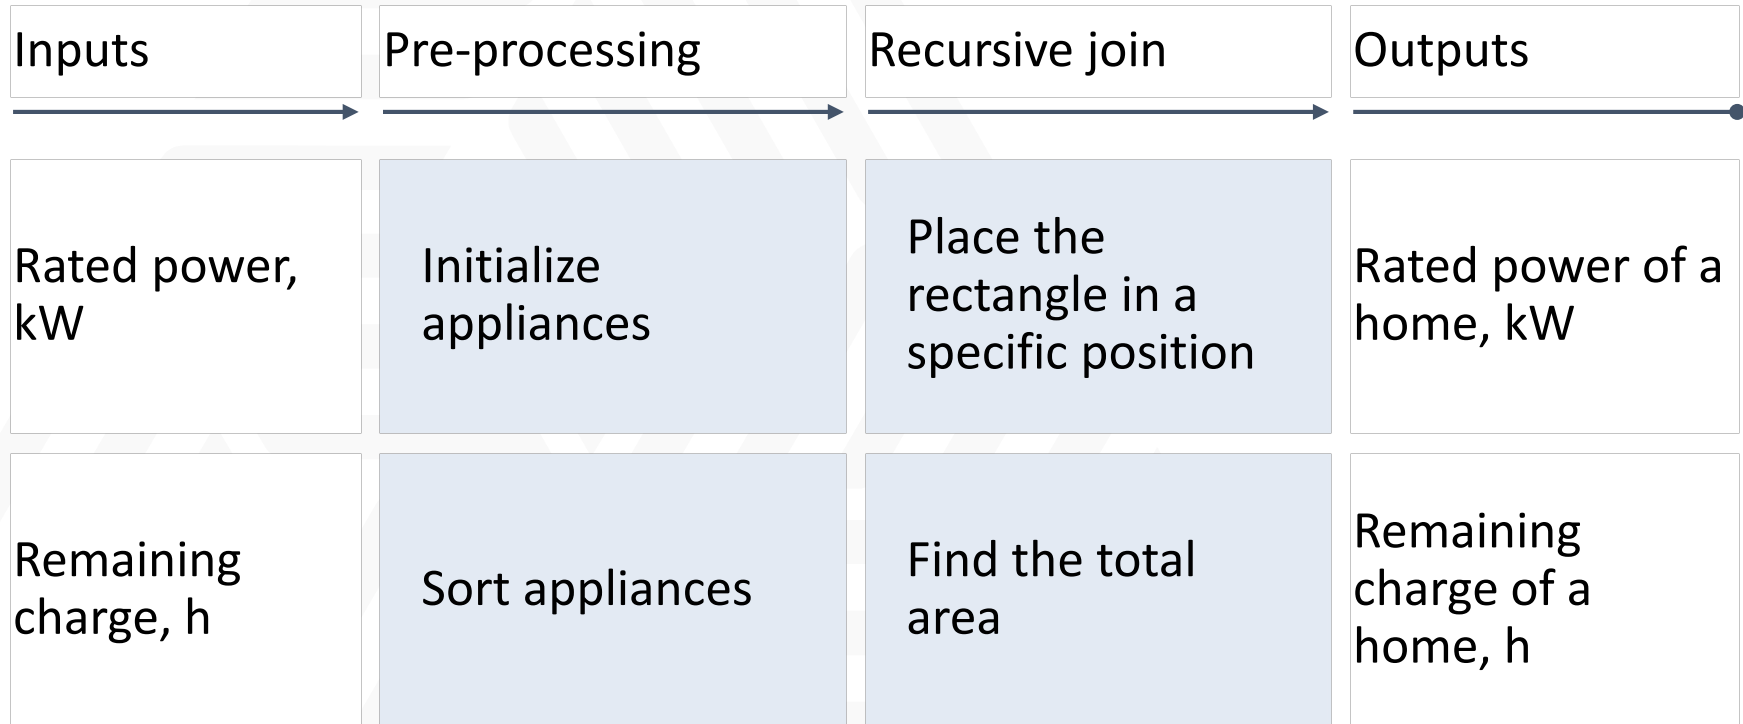 Inputs
Pre-processing
Recursive join
Outputs
Rated power,
kW
Initialize
appliances
Place the
rectangle in a
specific position
Rated power of a
home, kW
Remaining
charge, h
Sort appliances
Find the total
area
Remaining
charge of a
home, h